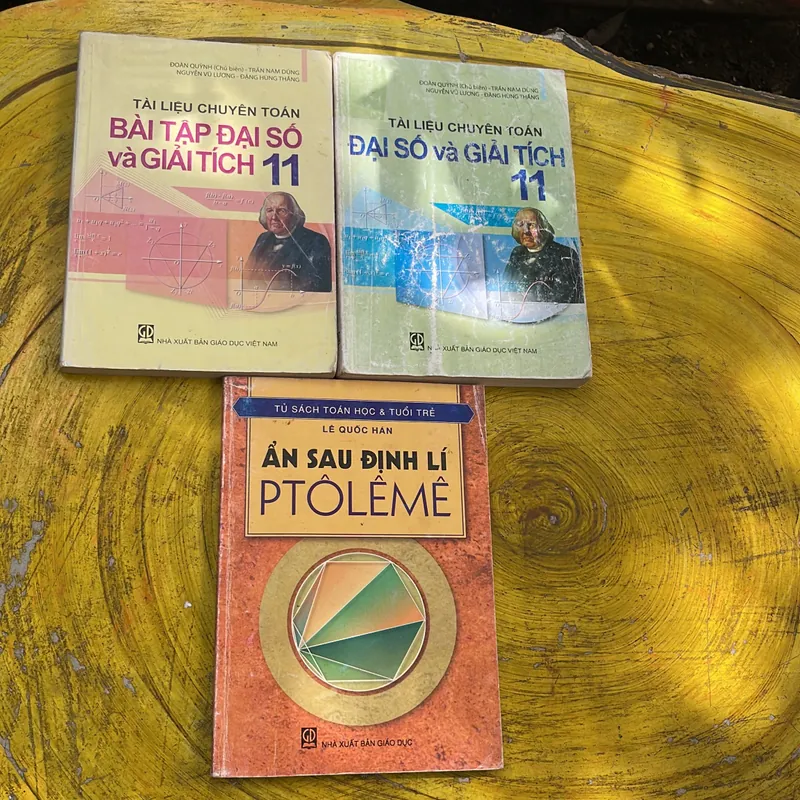 ĐOÀN QUỲNH (Chủ biên) - TRẦN NAM DŨNG
NGUYỄN VŨ LƯƠNG - ĐẶNG HÙNG THẮNG
TÀI LIỆU CHUYÊN TOÁN
BÀI TẬP ĐẠI SỐ
và GIẢI TÍCH 11
GD
NHÀ XUẤT BẢN GIÁO DỤC VIỆT NAM
ĐOÀN QUỲNH (Chủ biên) - TRẦN NAM DŨNG
NGUYỄN VŨ LƯƠNG - ĐẶNG HÙNG THẮNG
TÀI LIỆU CHUYÊN TOÁN
ĐẠI SỐ và GIẢI TÍCH
11
GD
NHÀ XUẤT BẢN GIÁO DỤC VIỆT NAM
TỦ SÁCH TOÁN HỌC & TUỔI TRẺ
LÊ QUỐC HÁN
ẨN SAU ĐỊNH LÍ
PTÔLÊMÊ
GD
NHÀ XUẤT BẢN GIÁO DỤC